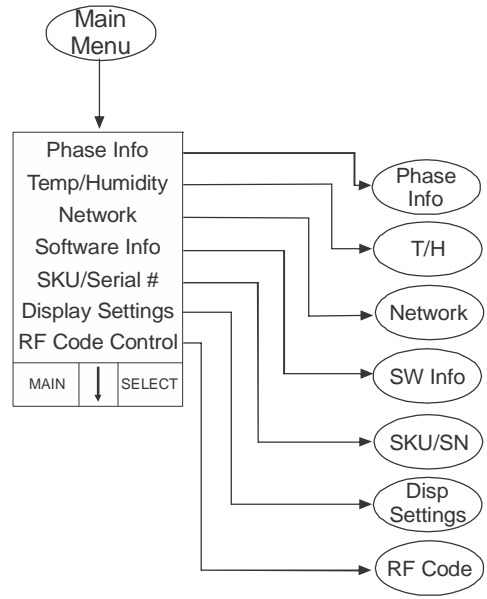 Main
Menu
Phase Info
Temp/Humidity
Network
Software Info
SKU/Serial #
Display Settings
RF Code Control
MAIN
SELECT
Phase
Info
T/H
Network
SW Info
SKU/SN
Disp
Settings
RF Code